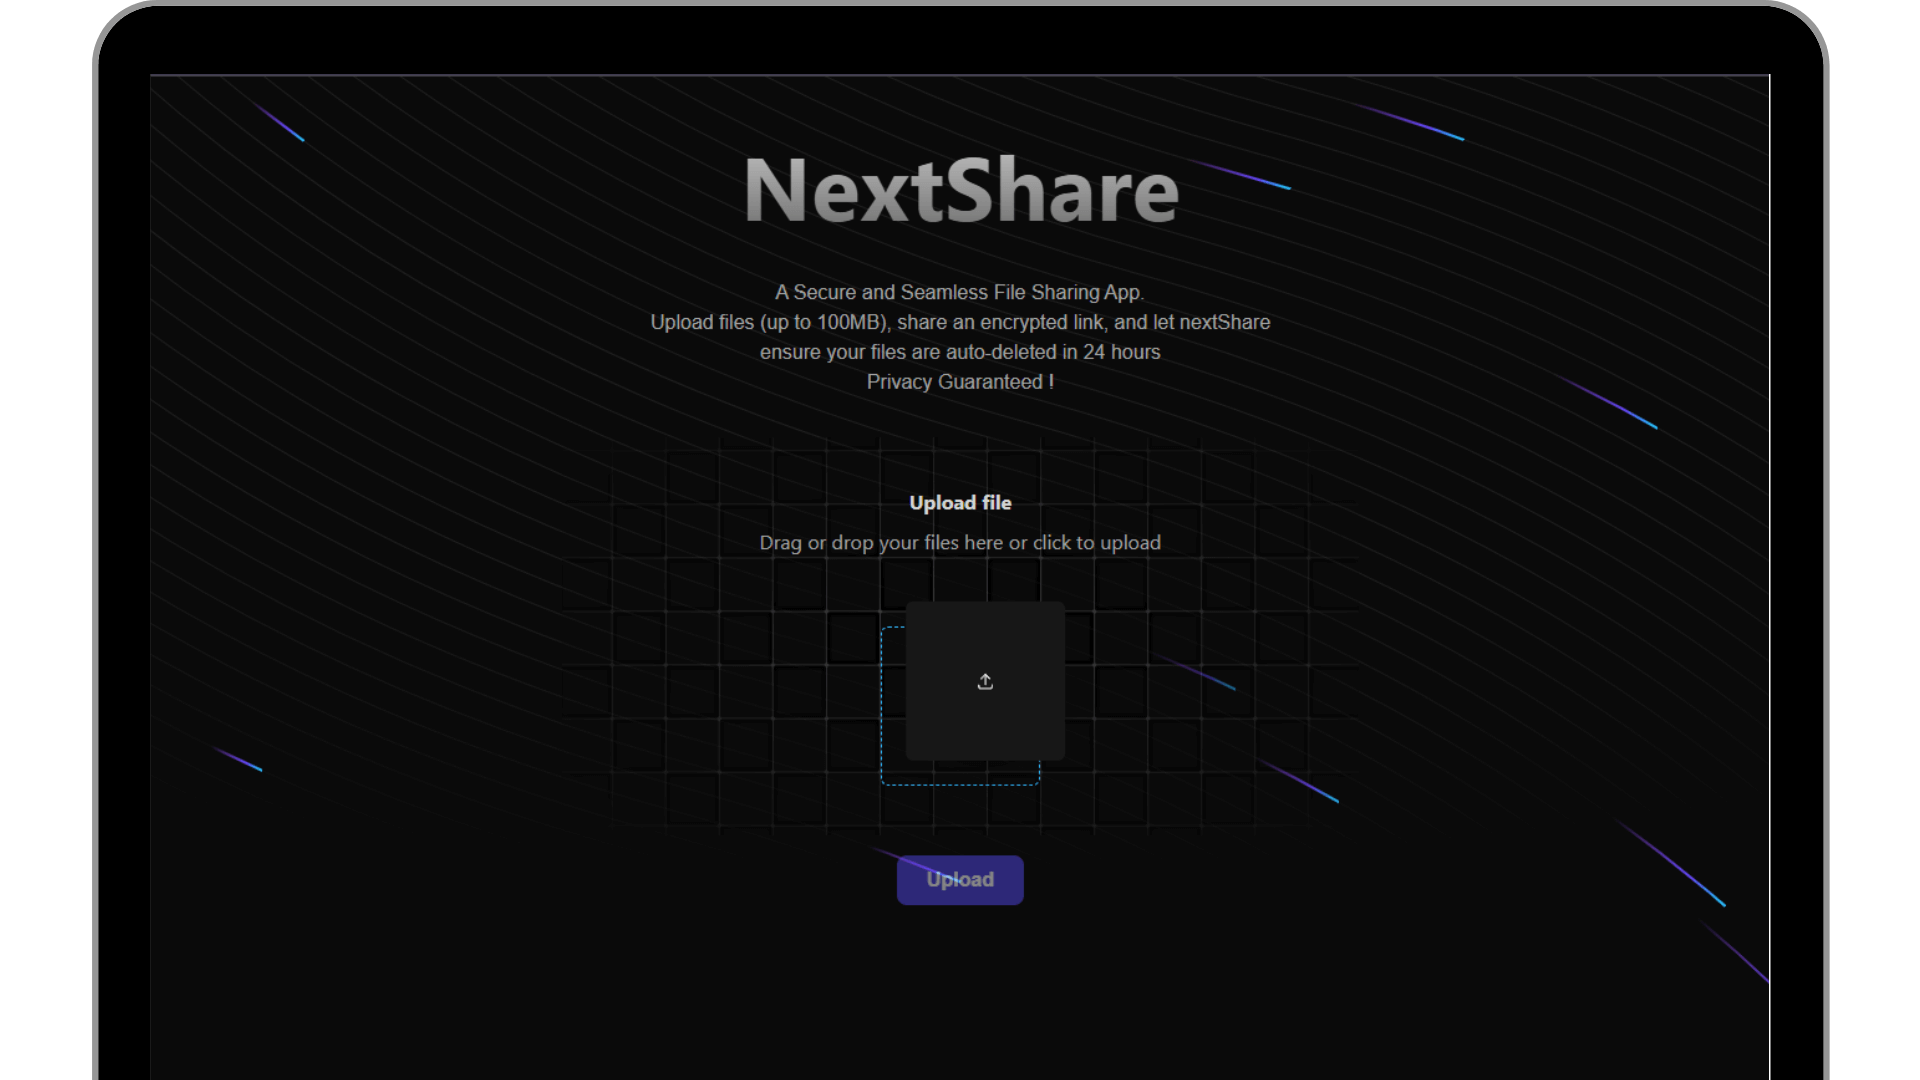 NextShare
A Secure and Seamless File Sharing App.
Upload files (up to 100MB), share an encrypted link, and let nextShare
ensure your files are auto-deleted in 24 hours
Privacy Guaranteed !
Upload file
Drag or drop your files here or click to upload
Upload